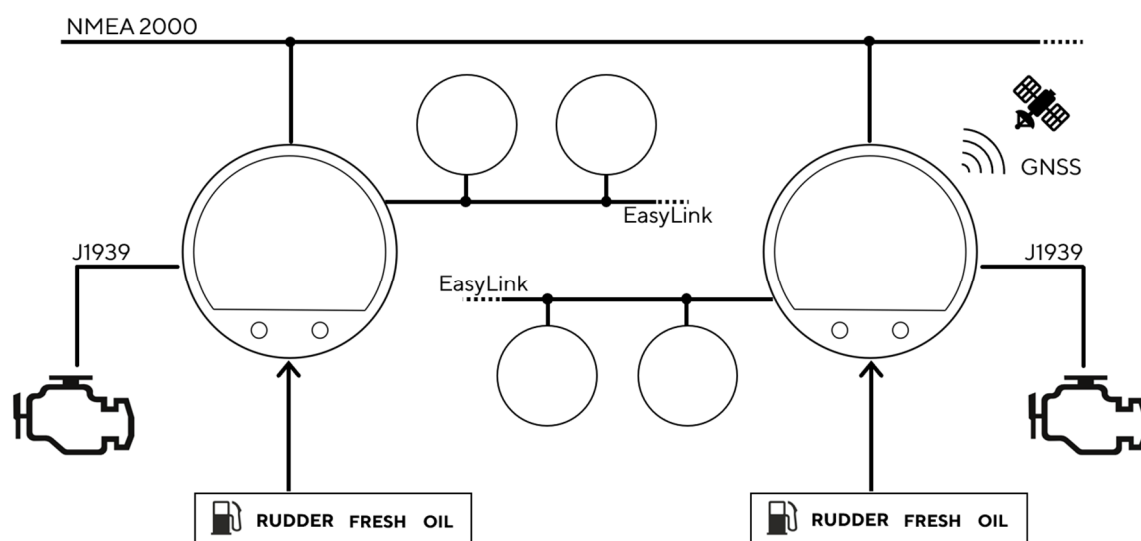 NMEA 2000
GNSS
EasyLink
J1939
J1939
EasyLink
RUDDER FRESH OIL
RUDDER FRESH OIL